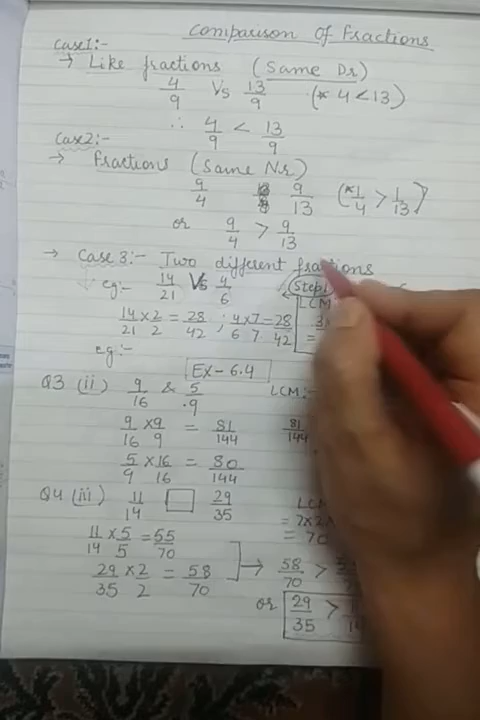 Comparison of Fractions
Case1:-
→ Like fractions (Same Dr)
4/9 Vs 13/9 (* 4 < 13)
∴ 4/9 < 13/9
Case2:-
→ Fractions (Same Nr)
9/4 9/13 (* 1/4 > 1/13)
or 9/4 > 9/13
→ Case 3:- Two different fractions
eg:- 14/21 Vs 4/6 Step1
14/21 × 2/2 = 28/42 ; 4/6 × 7/7 = 28/42 LCM
eg:-
EX-6.4
Q3 (ii) 9/16 & 5/9 LCM:-
9/16 × 9/9 = 81/144 81/144
5/9 × 16/16 = 80/144
Q4 (iii) 11/14 □ 29/35 LCM
11/14 × 5/5 = 55/70 = 70
29/35 × 2/2 = 58/70 → 58/70 >
or 29/35 >